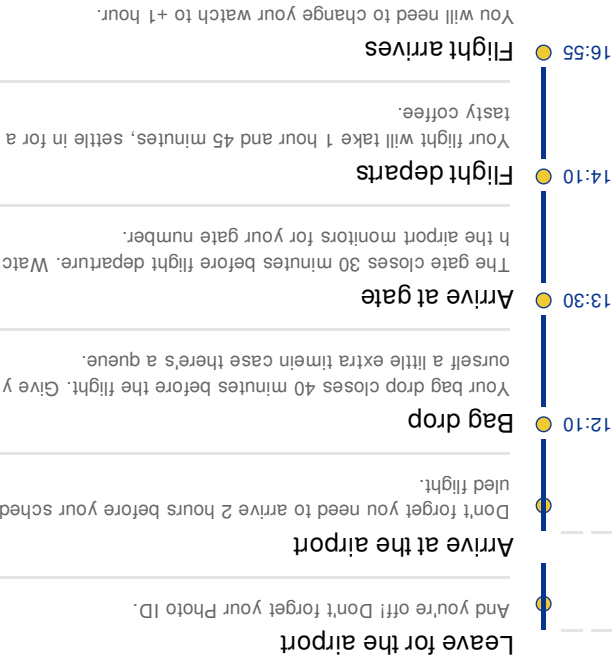 Leave for the airport
And you're off! Don't forget your Photo ID.
Arrive at the airport
Don't forget you need to arrive 2 hours before your sched
uled flight.
12:10
Bag drop
Your bag drop closes 40 minutes before the flight. Give y
ourself a little extra timein case there's a queue.
13:30
Arrive at gate
The gate closes 30 minutes before flight departure. Watc
h the airport monitors for your gate number.
14:10
Flight departs
Your flight will take 1 hour and 45 minutes, settle in for a
tasty coffee.
16:55
Flight arrives
You will need to change your watch to +1 hour.